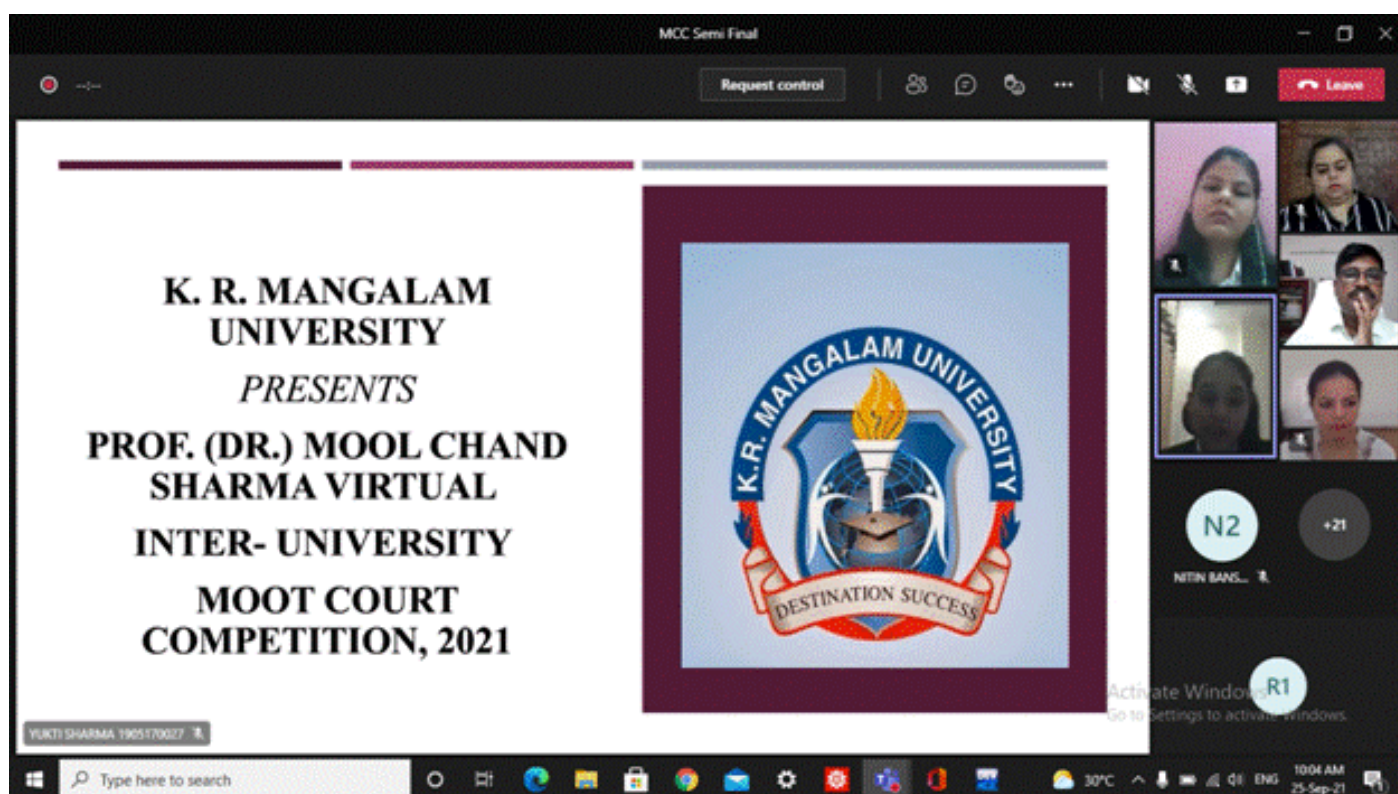 MCC Semi Final
--:--
Request control
Leave
K. R. MANGALAM
UNIVERSITY
PRESENTS
PROF. (DR.) MOOL CHAND
SHARMA VIRTUAL
INTER- UNIVERSITY
MOOT COURT
COMPETITION, 2021
K.R. MANGALAM UNIVERSITY
DESTINATION SUCCESS
N2
NITIN BANS...
+21
R1
Activate Windows
Go to Settings to activate Windows.
YUKTI SHARMA 1905170027
Type here to search
30°C
ENG
10:04 AM
25-Sep-21